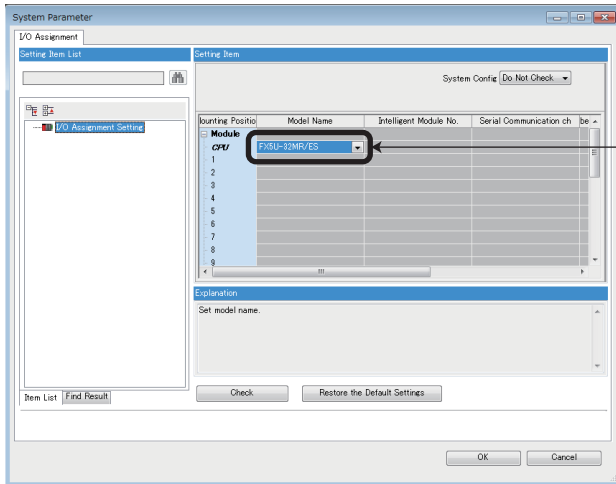 System Parameter
I/O Assignment
Setting Item List
Setting Item
System Config Do Not Check
I/O Assignment Setting
lounting Positio Model Name Intelligent Module No. Serial Communication ch be
Module
CPU FX5U-32MR/ES
1
2
3
4
5
6
7
8
9
Explanation
Set model name.
Item List Find Result
Check Restore the Default Settings
OK Cancel